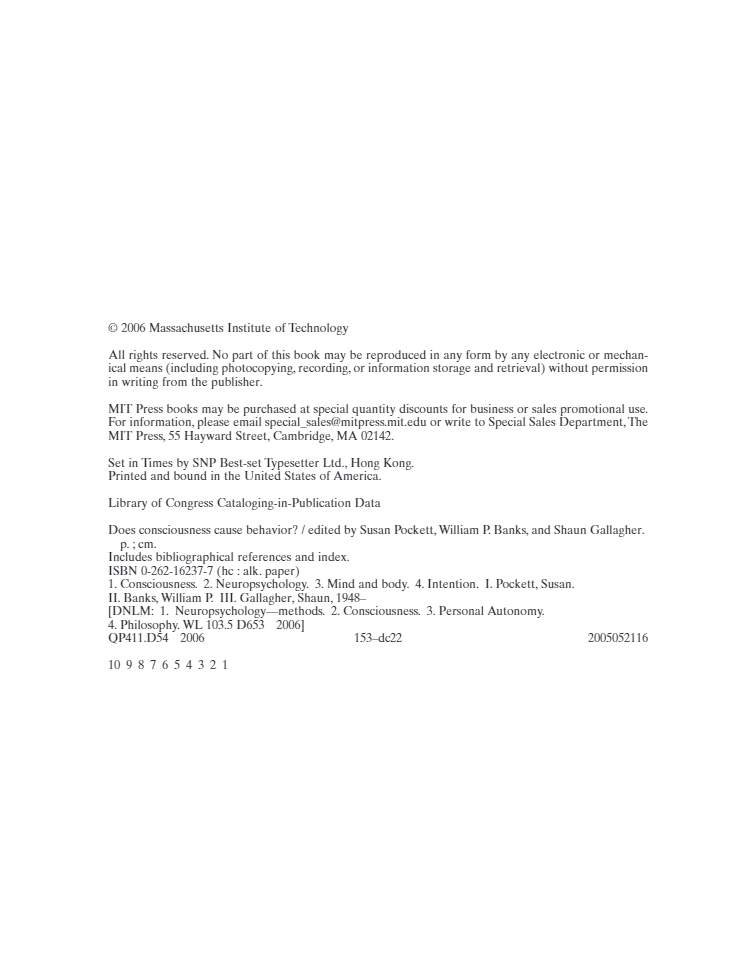 © 2006 Massachusetts Institute of Technology
All rights reserved. No part of this book may be reproduced in any form by any electronic or mechan-
ical means (including photocopying, recording, or information storage and retrieval) without permission
in writing from the publisher.
MIT Press books may be purchased at special quantity discounts for business or sales promotional use.
For information, please email special_sales@mitpress.mit.edu or write to Special Sales Department, The
MIT Press, 55 Hayward Street, Cambridge, MA 02142.
Set in Times by SNP Best-set Typesetter Ltd., Hong Kong.
Printed and bound in the United States of America.
Library of Congress Cataloging-in-Publication Data
Does consciousness cause behavior? / edited by Susan Pockett, William P. Banks, and Shaun Gallagher.
p. ; cm.
Includes bibliographical references and index.
ISBN 0-262-16237-7 (hc : alk. paper)
1. Consciousness. 2. Neuropsychology. 3. Mind and body. 4. Intention. I. Pockett, Susan.
II. Banks, William P. III. Gallagher, Shaun, 1948–
[DNLM: 1. Neuropsychology—methods. 2. Consciousness. 3. Personal Autonomy.
4. Philosophy. WL 103.5 D653 2006]
QP411.D54 2006 153–dc22 2005052116
10 9 8 7 6 5 4 3 2 1